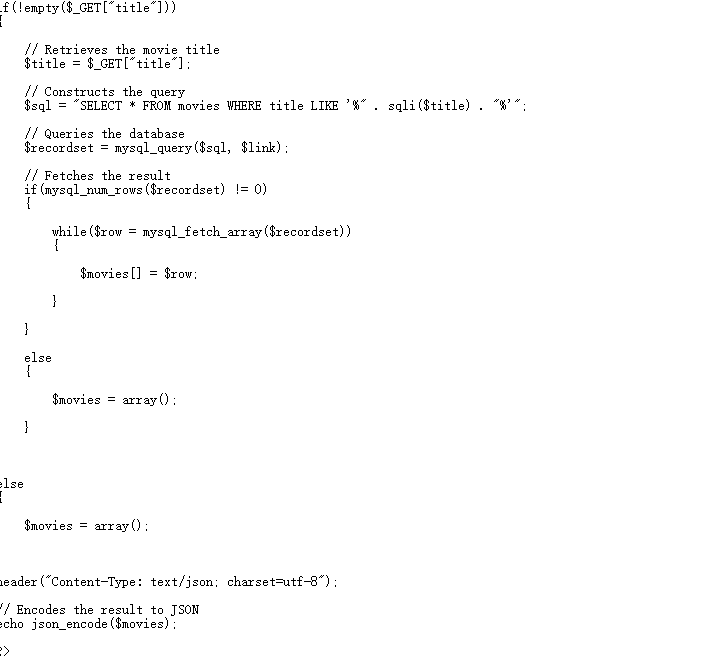 if(!empty($_GET["title"]))
{
// Retrieves the movie title
$title = $_GET["title"];
// Constructs the query
$sql = "SELECT * FROM movies WHERE title LIKE '%" . sqli($title) . "%'";
// Queries the database
$recordset = mysql_query($sql, $link);
// Fetches the result
if(mysql_num_rows($recordset) != 0)
{
while($row = mysql_fetch_array($recordset))
{
$movies[] = $row;
}
}
else
{
$movies = array();
}
else
{
$movies = array();
header("Content-Type: text/json; charset=utf-8");
// Encodes the result to JSON
echo json_encode($movies);
?>